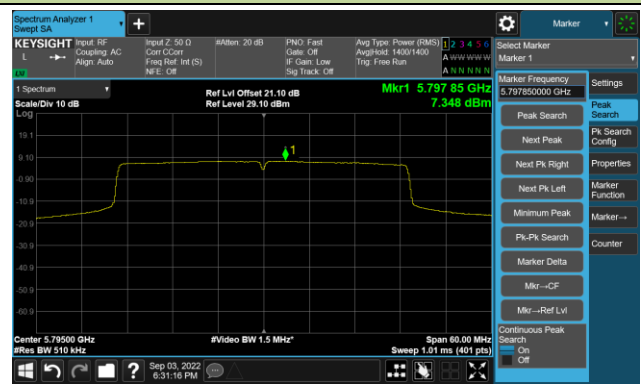 Spectrum Analyzer 1
Swept SA
Marker
KEYSIGHT
L
LW
Input: RF
Coupling: AC
Align: Auto
Input Z: 50 Ω
Corr CCorr
Freq Ref: Int (S)
NFE: Off
#Atten: 20 dB
PNO: Fast
Gate: Off
IF Gain: Low
Sig Track: Off
Avg Type: Power (RMS)
Avg|Hold: 1400/1400
Trig: Free Run
1 2 3 4 5 6
A W W W W W
A N N N N N
Select Marker
Marker 1
1 Spectrum
Scale/Div 10 dB
Log
Ref Lvl Offset 21.10 dB
Ref Level 29.10 dBm
Mkr1 5.797 85 GHz
7.348 dBm
19.1
9.10
-0.90
-10.9
-20.9
-30.9
-40.9
-50.9
-60.9
1
Center 5.79500 GHz
#Res BW 510 kHz
#Video BW 1.5 MHz*
Span 60.00 MHz
Sweep 1.01 ms (401 pts)
Marker Frequency
5.797850000 GHz
Peak Search
Next Peak
Next Pk Right
Next Pk Left
Minimum Peak
Pk-Pk Search
Marker Delta
Mkr→CF
Mkr→Ref Lvl
Continuous Peak
Search
On
Off
Settings
Peak
Search
Pk Search
Config
Properties
Marker
Function
Marker→
Counter
?
Sep 03, 2022
6:31:16 PM